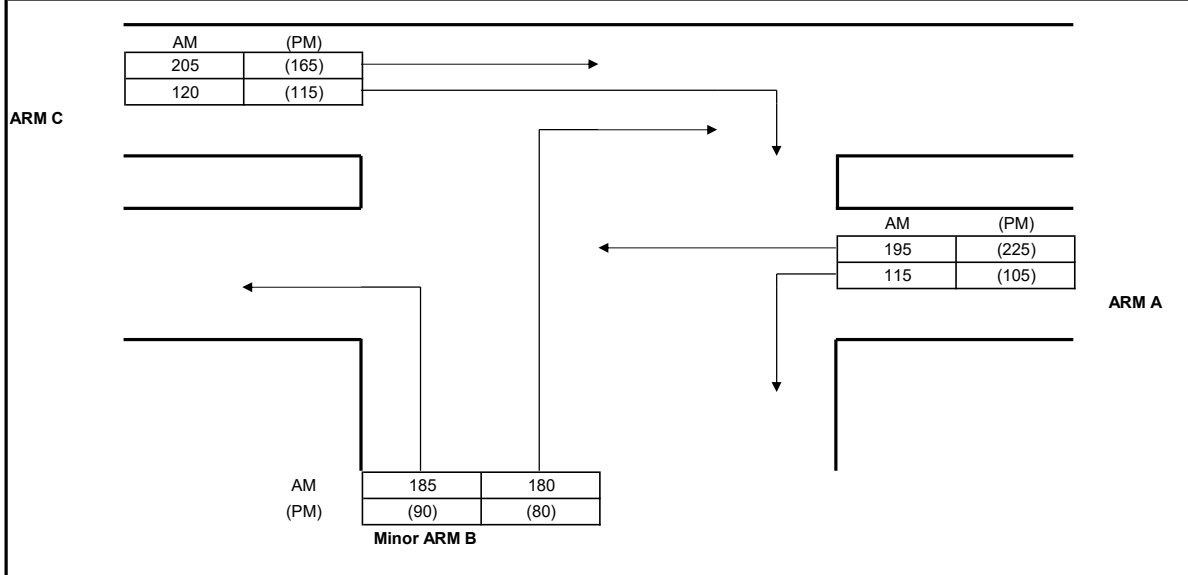 AM (PM)
205 (165)
120 (115)
ARM C
AM (PM)
195 (225)
115 (105)
ARM A
AM 185 180
(PM) (90) (80)
Minor ARM B